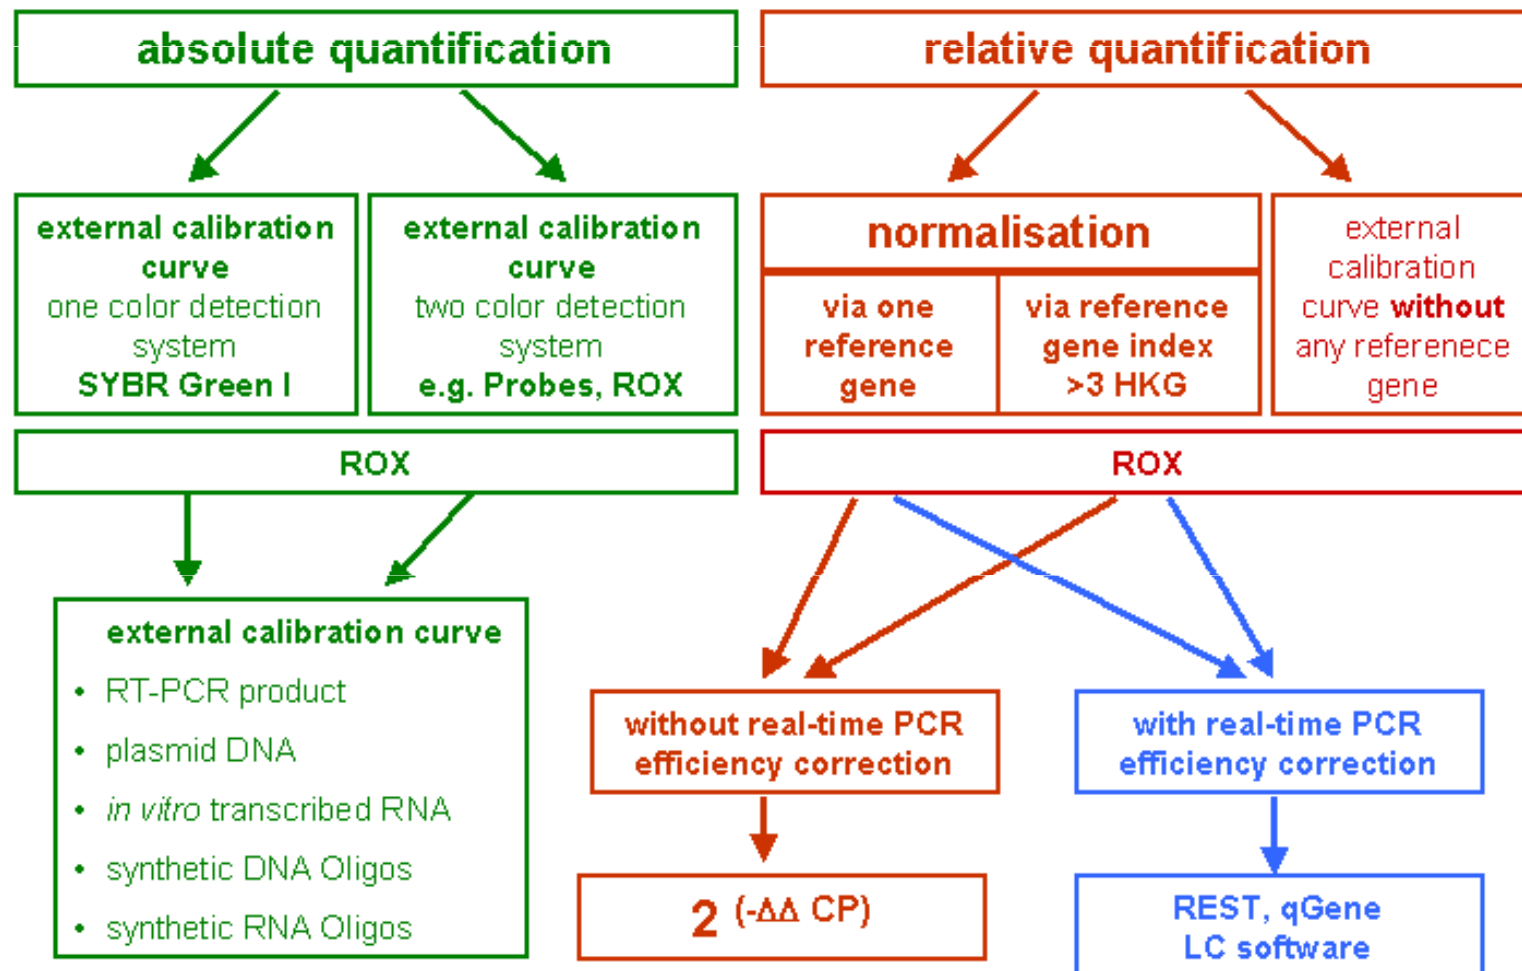 absolute quantification
relative quantification
external calibration
curve
one color detection
system
SYBR Green I
external calibration
curve
two color detection
system
e.g. Probes, ROX
normalisation
via one
reference
gene
via reference
gene index
>3 HKG
external
calibration
curve without
any referenece
gene
ROX
ROX
external calibration curve
• RT-PCR product
• plasmid DNA
• in vitro transcribed RNA
• synthetic DNA Oligos
• synthetic RNA Oligos
without real-time PCR
efficiency correction
with real-time PCR
efficiency correction
2 (-ΔΔ CP)
REST, qGene
LC software